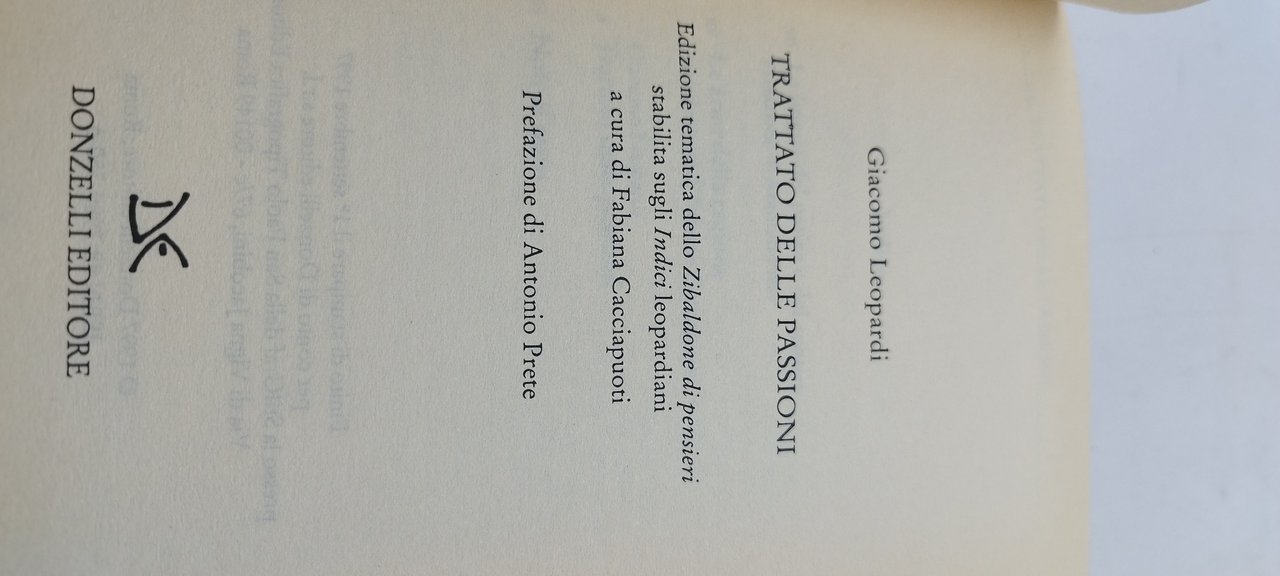 Giacomo Leopardi
TRATTATO DELLE PASSIONI
Edizione tematica dello Zibaldone di pensieri
stabilita sugli Indici leopardiani
a cura di Fabiana Cacciapuoti
Prefazione di Antonio Prete
DONZELLI EDITORE